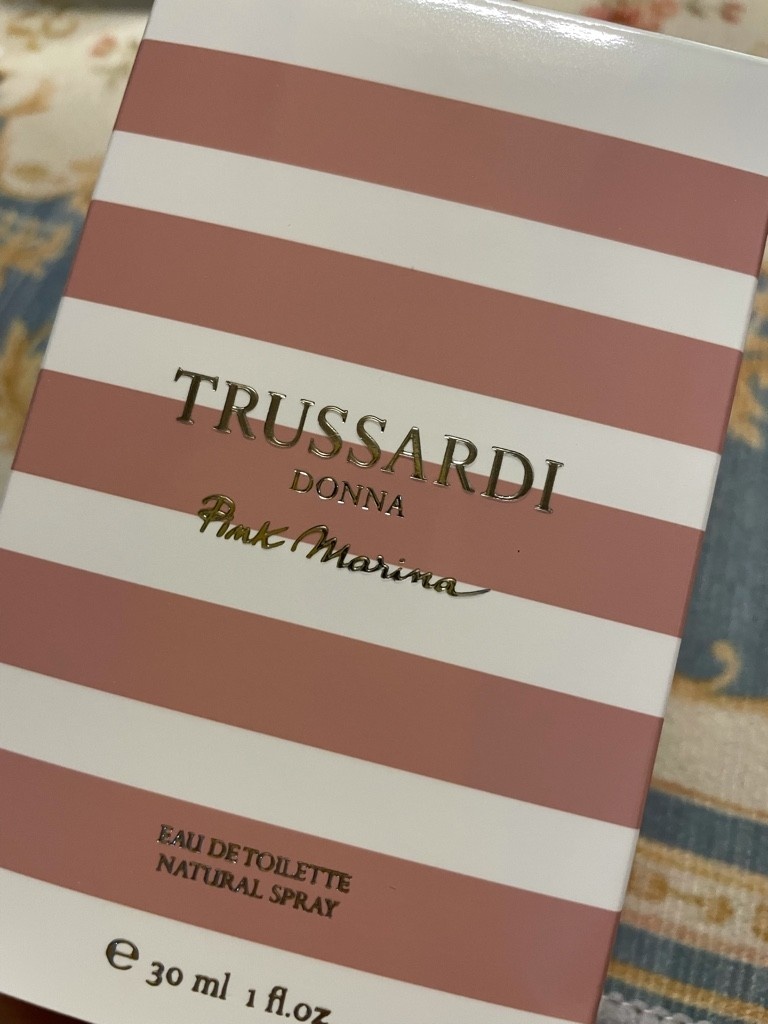 TRUSSARDI
DONNA
Pink Marina
EAU DE TOILETTE
NATURAL SPRAY
℮ 30 ml 1 fl.oz